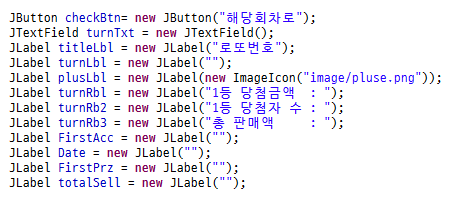 JButton checkBtn= new JButton("해당회차로");
JTextField turnTxt = new JTextField();
JLabel titleLbl = new JLabel("로또번호");
JLabel turnLbl = new JLabel("");
JLabel plusLbl = new JLabel(new ImageIcon("image/pluse.png"));
JLabel turnRbl = new JLabel("1등 당첨금액  : ");
JLabel turnRb2 = new JLabel("1등 당첨자 수 : ");
JLabel turnRb3 = new JLabel("총 판매액     : ");
JLabel FirstAcc = new JLabel("");
JLabel Date = new JLabel("");
JLabel FirstPrz = new JLabel("");
JLabel totalSell = new JLabel("");